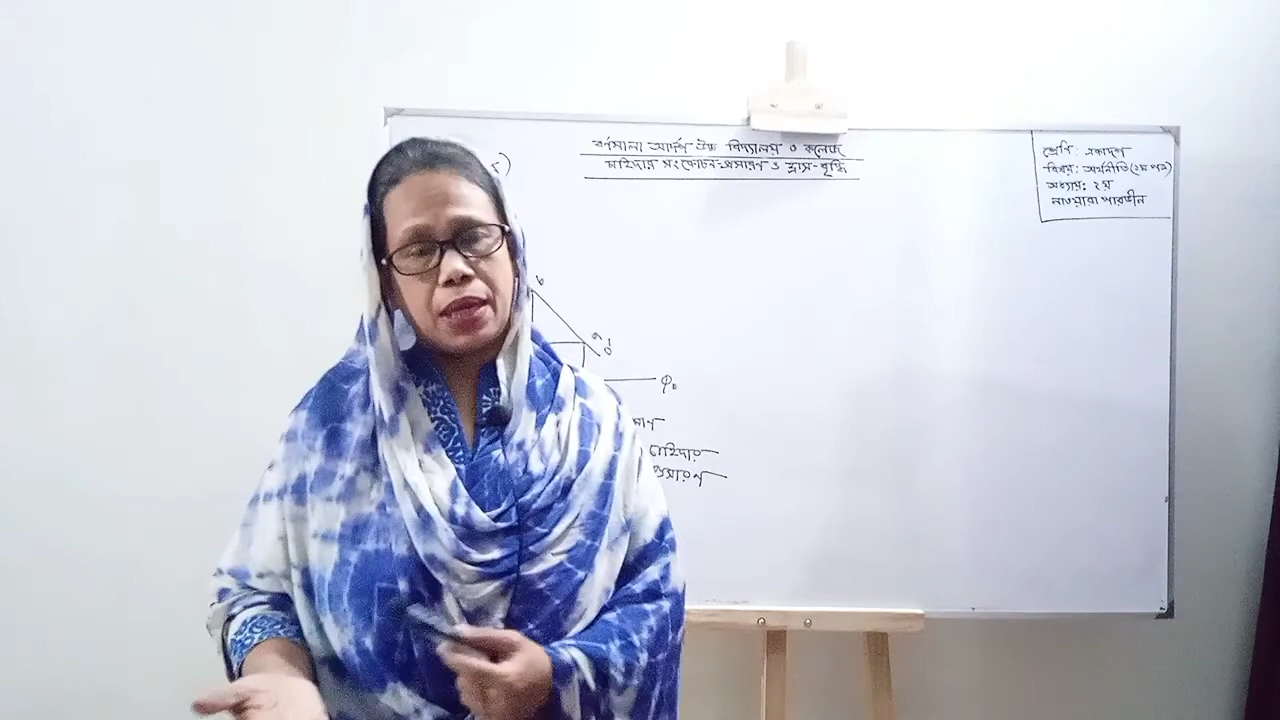 বর্ণমালা আদর্শ উচ্চ বিদ্যালয় ও কলেজ
চাহিদার সংকোচন-প্রসারণ ও হ্রাস-বৃদ্ধি
শ্রেণি: একাদশ
বিষয়: অর্থনীতি (১ম পত্র)
অধ্যায়: ২য়
নাওয়ারা পারভীন
b
a
D'
চাহিদার
প্রসারণ